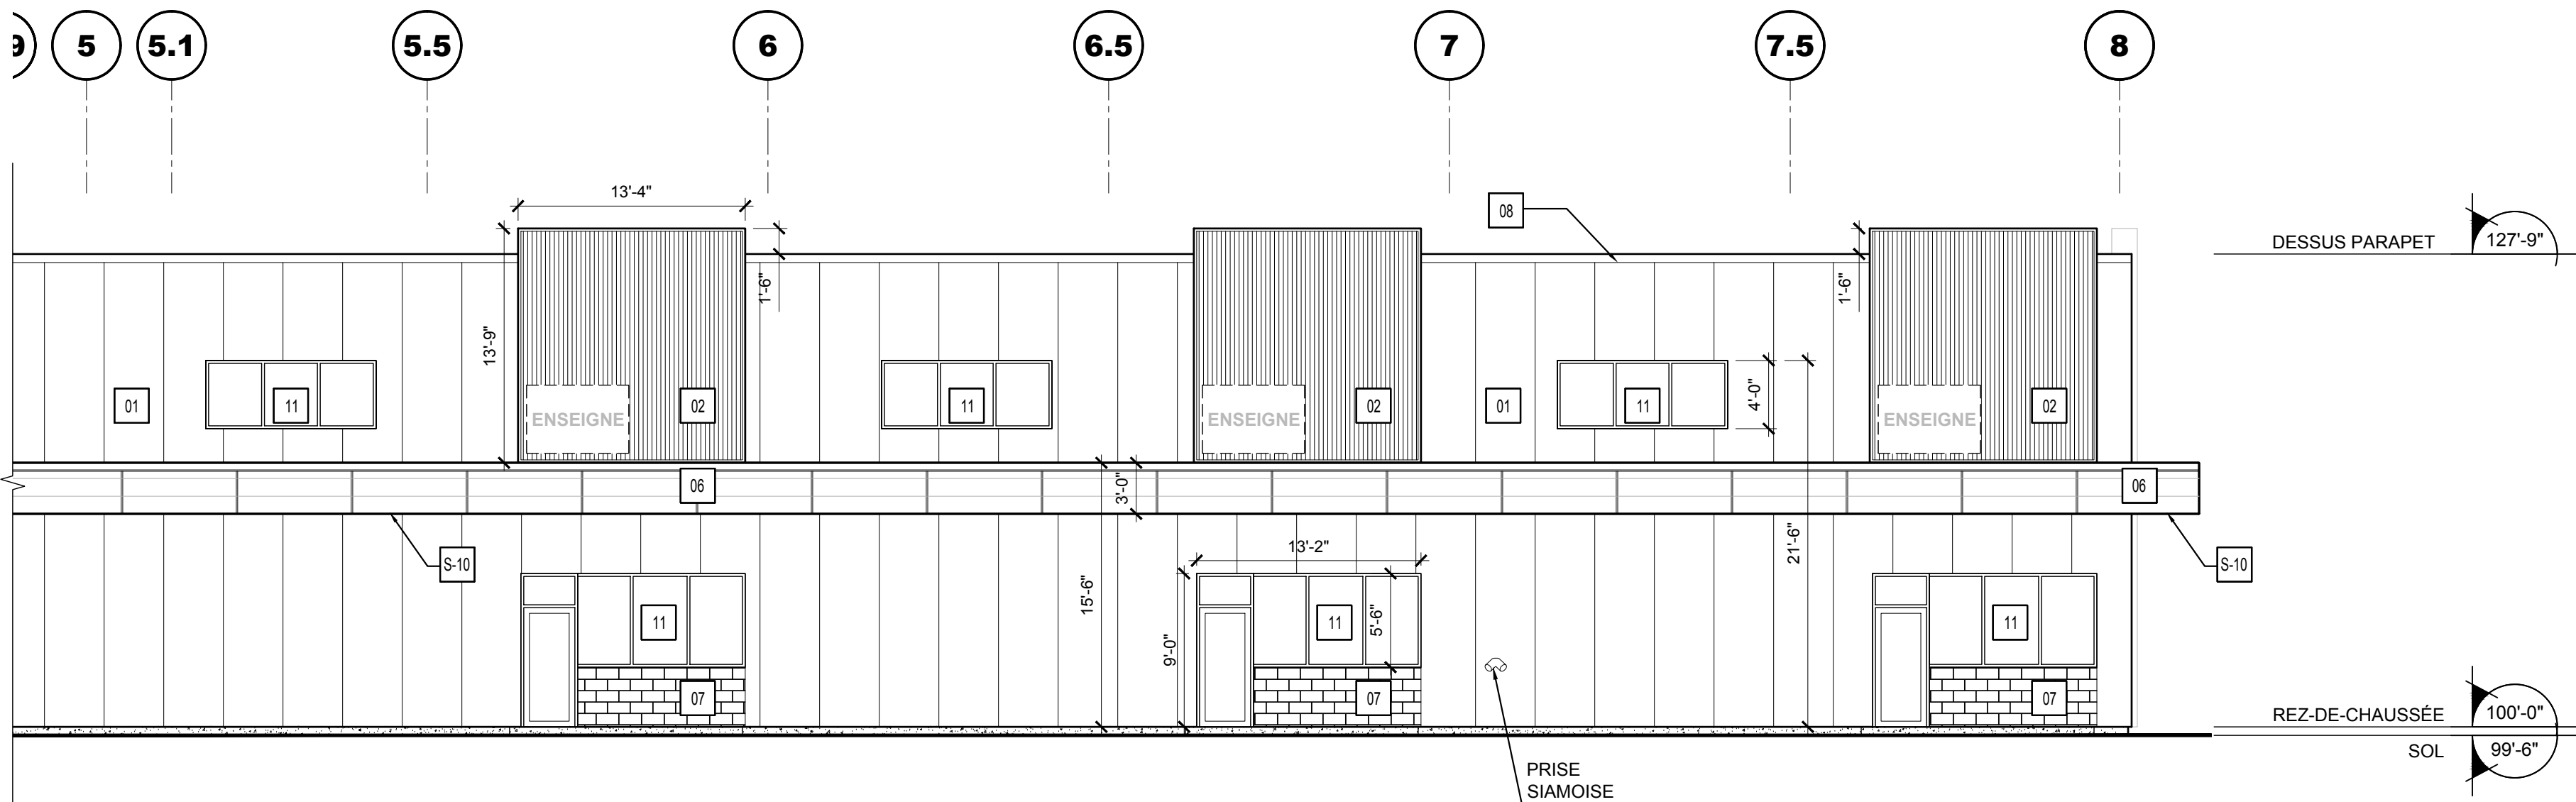 9 5 5.1 5.5 6 6.5 7 7.5 8
13'-4"
08
DESSUS PARAPET 127'-9"
1'-6" 1'-6"
13'-9"
01 11 02 11 02 01 11 4'-0" 02
ENSEIGNE ENSEIGNE ENSEIGNE
06 3'-0" 06
S-10 13'-2" 21'-6" S-10
15'-6" 9'-0" 5'-6"
11 11 11
07 07 07
REZ-DE-CHAUSSÉE 100'-0"
SOL 99'-6"
PRISE
SIAMOISE